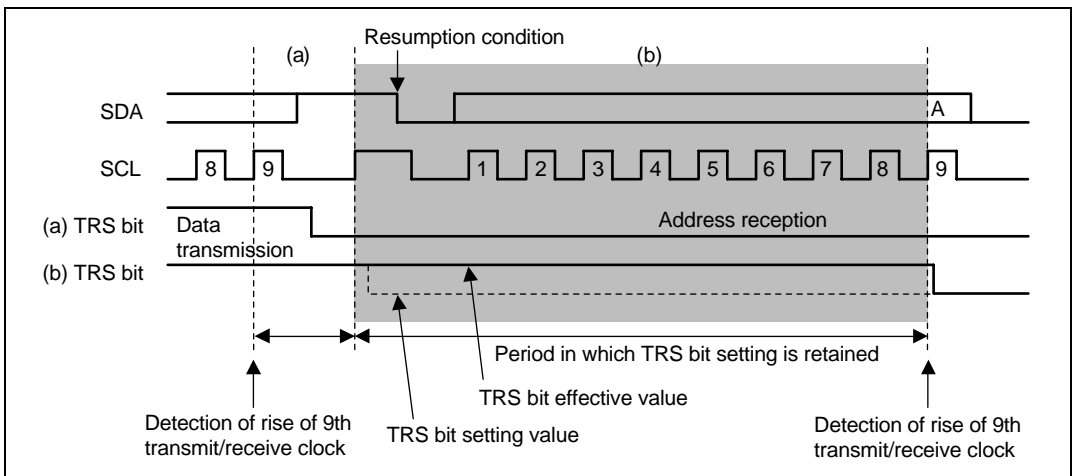 Resumption condition
(a)
(b)
SDA
A
SCL
8 9 1 2 3 4 5 6 7 8 9
(a) TRS bit
Data
transmission
Address reception
(b) TRS bit
Period in which TRS bit setting is retained
TRS bit effective value
Detection of rise of 9th
transmit/receive clock
TRS bit setting value
Detection of rise of 9th
transmit/receive clock